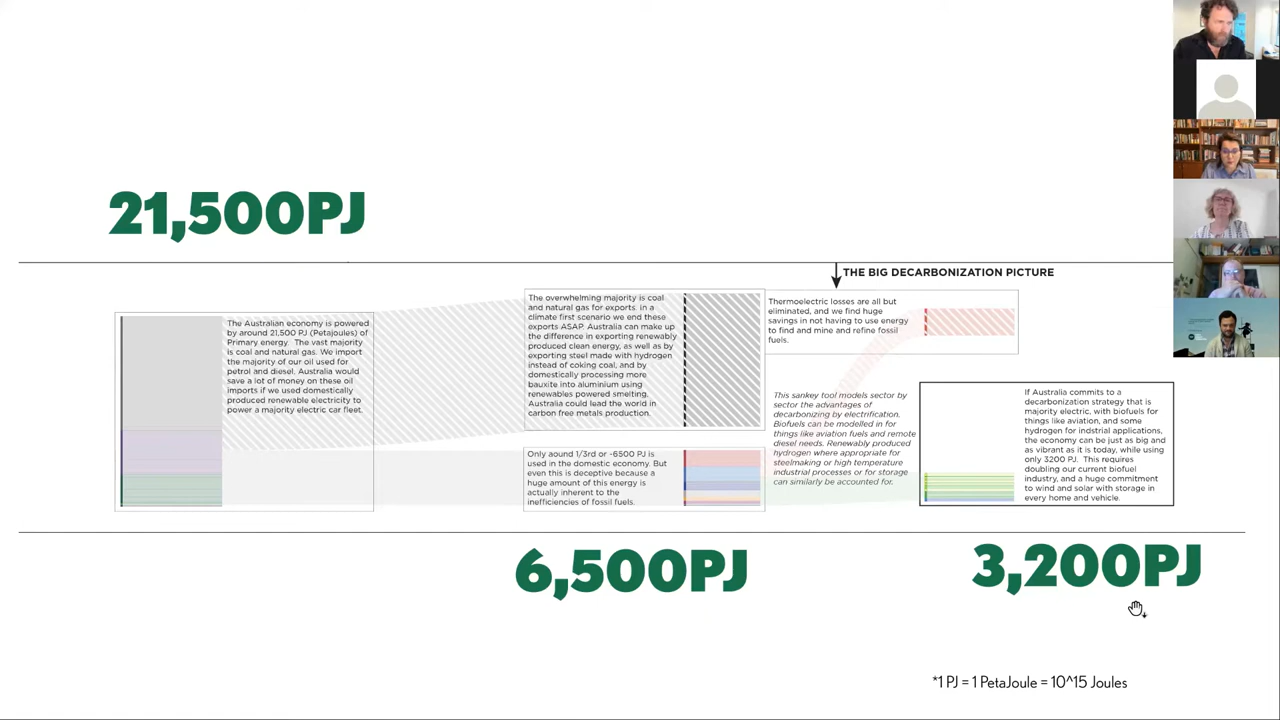 21,500PJ
THE BIG DECARBONIZATION PICTURE
The Australian economy is powered
by around 21,500 PJ (Petajoules) of
Primary energy. The vast majority
is coal and natural gas. We import
the majority of our oil used for
petrol and diesel. Australia would
save a lot of money on these oil
imports if we used domestically
produced renewable electricity to
power a majority electric car fleet.
The overwhelming majority is coal
and natural gas for exports. in a
climate first scenario we end these
exports ASAP. Australia can make up
the difference in exporting renewably
produced clean energy, as well as by
exporting steel made with hydrogen
instead of coking coal, and by
domestically processing more
bauxite into aluminium using
renewables powered smelting.
Australia could lead the world in
carbon free metals production.
Only aound 1/3rd or ~6500 PJ is
used in the domestic economy. But
even this is deceptive because a
huge amount of this energy is
actually inherent to the
inefficiencies of fossil fuels.
Thermoelectric losses are all but
eliminated, and we find huge
savings in not having to use energy
to find and mine and refine fossil
fuels.
This sankey tool models sector by
sector the advantages of
decarbonizing by electrification.
Biofuels can be modelled in for
things like aviation fuels and remote
diesel needs. Renewably produced
hydrogen where appropriate for
steelmaking or high temperature
industrial processes or for storage
can similarly be accounted for.
If Australia commits to a
decarbonization strategy that is
majority electric, with biofuels for
things like aviation, and some
hydrogen for indstrial applications,
the economy can be just as big and
as vibrant as it is today, while using
only 3200 PJ. This requires
doubling our current biofuel
industry, and a huge commitment
to wind and solar with storage in
every home and vehicle.
6,500PJ
3,200PJ
*1 PJ = 1 PetaJoule = 10^15 Joules